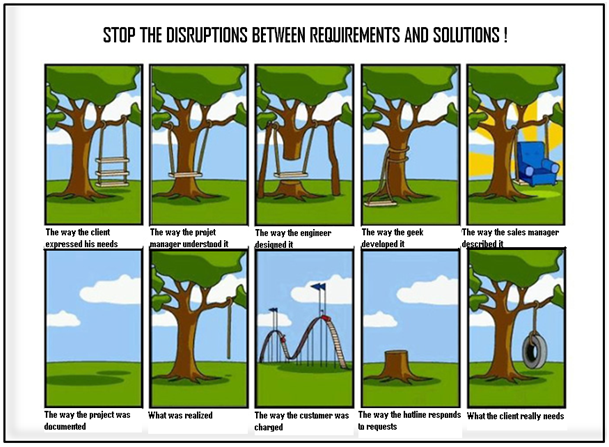 STOP THE DISRUPTIONS BETWEEN REQUIREMENTS AND SOLUTIONS !
The way the client
expressed his needs
The way the projet
manager understood it
The way the engineer
designed it
The way the geek
developed it
The way the sales manager
described it
The way the project was
documented
What was realized
The way the customer was
charged
The way the hotline responds
to requests
What the client really needs